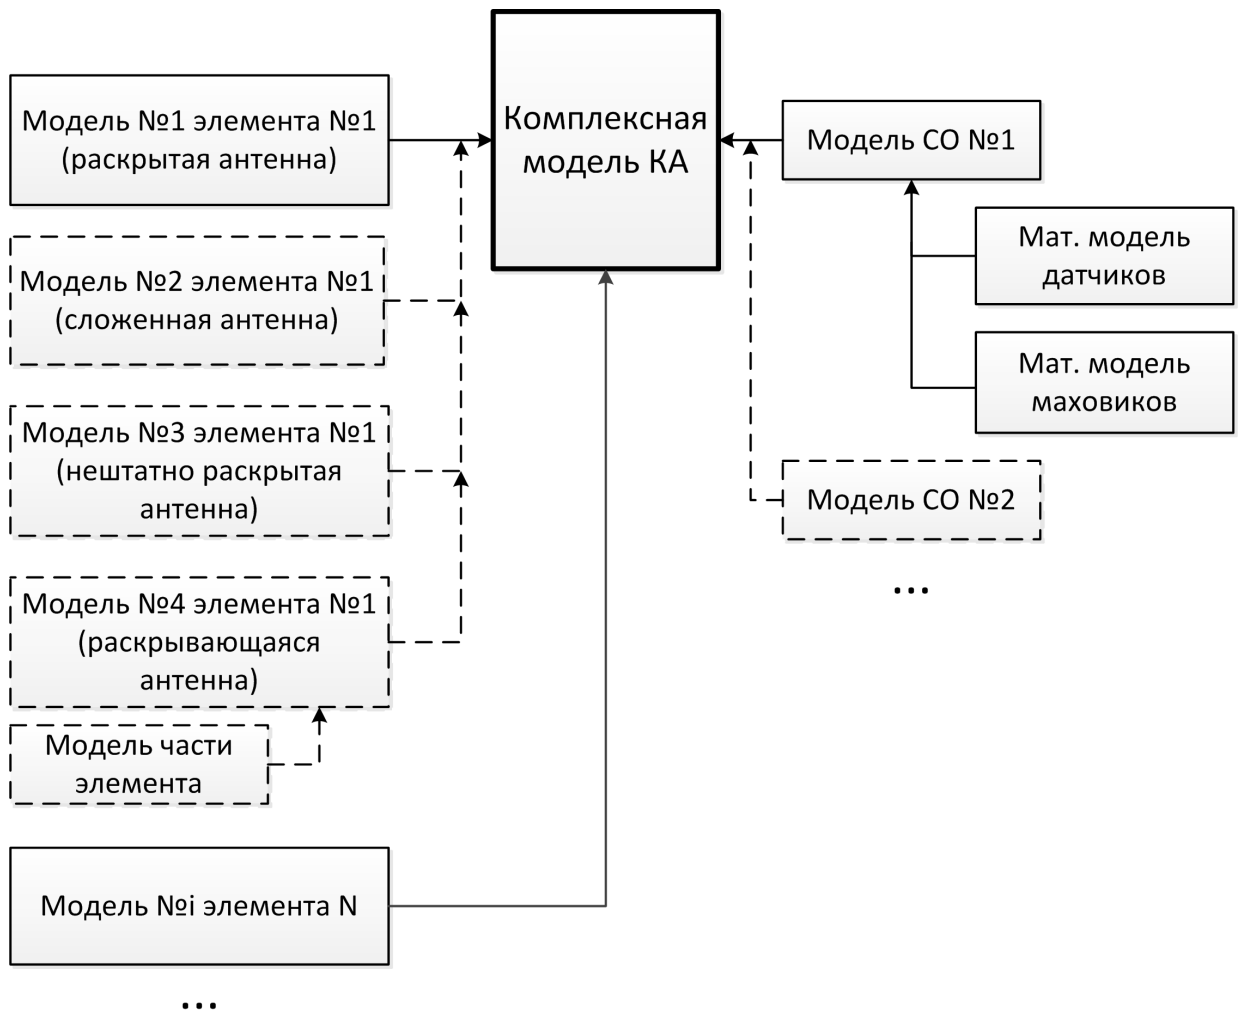 Модель №1 элемента №1
(раскрытая антенна)
Модель №2 элемента №1
(сложенная антенна)
Модель №3 элемента №1
(нештатно раскрытая
антенна)
Модель №4 элемента №1
(раскрывающаяся
антенна)
Модель части
элемента
Модель №i элемента N
...
Комплексная
модель КА
Модель СО №1
Мат. модель
датчиков
Мат. модель
маховиков
Модель СО №2
...